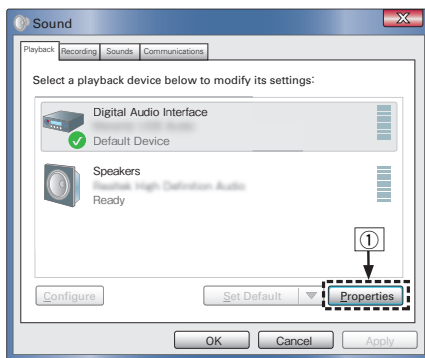 Sound
Playback Recording Sounds Communications
Select a playback device below to modify its settings:
Digital Audio Interface
Default Device
Speakers
Realtek High Definition Audio
Ready
1
Configure Set Default Properties
OK Cancel Apply